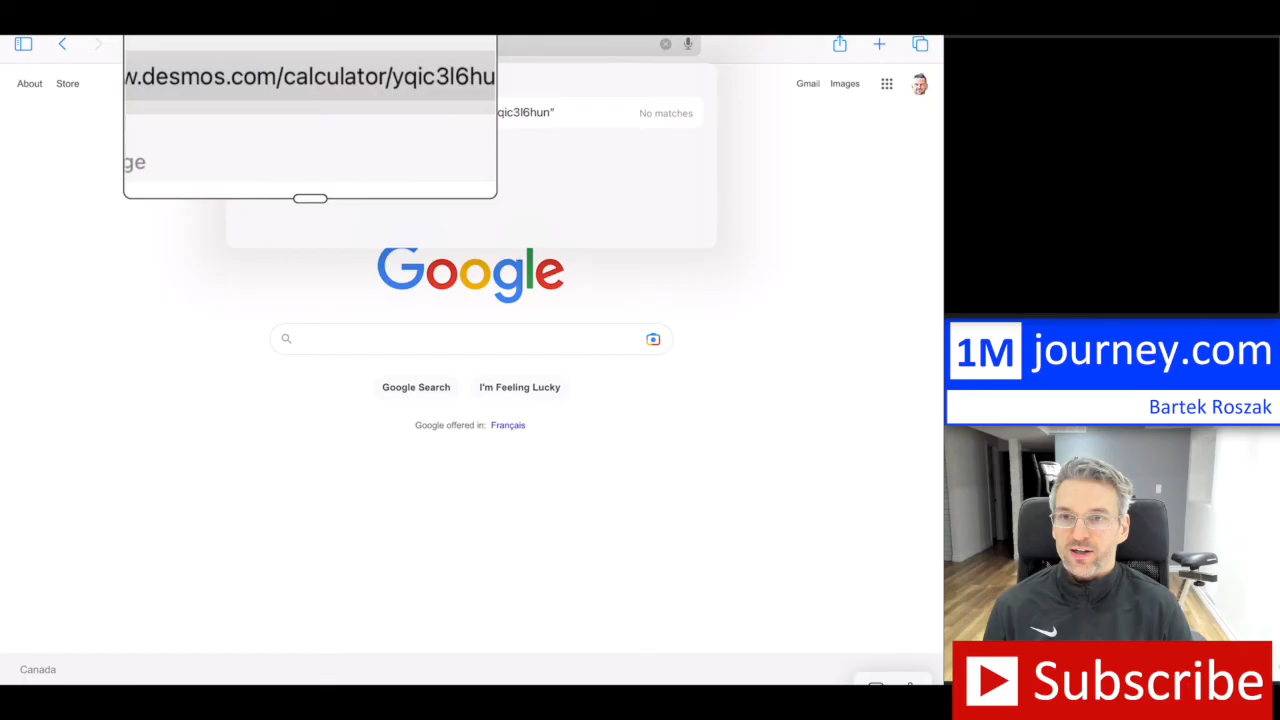 w.desmos.com/calculator/yqic3l6hu
About
Store
Gmail
Images
qic3l6hun"
No matches
ge
Google
Google Search
I'm Feeling Lucky
Google offered in: Français
Canada
1M journey.com
Bartek Roszak
Subscribe